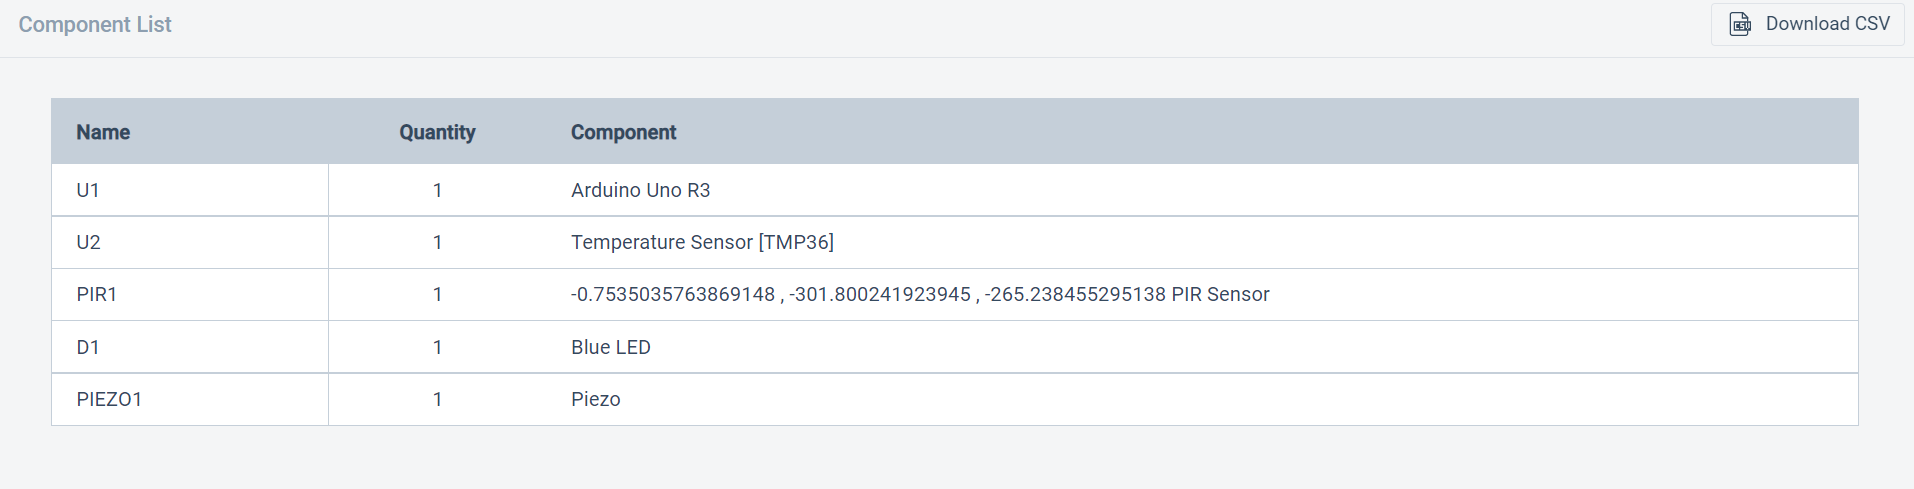 Component List
Download CSV
Name Quantity Component
U1 1 Arduino Uno R3
U2 1 Temperature Sensor [TMP36]
PIR1 1 -0.7535035763869148 , -301.800241923945 , -265.238455295138 PIR Sensor
D1 1 Blue LED
PIEZO1 1 Piezo